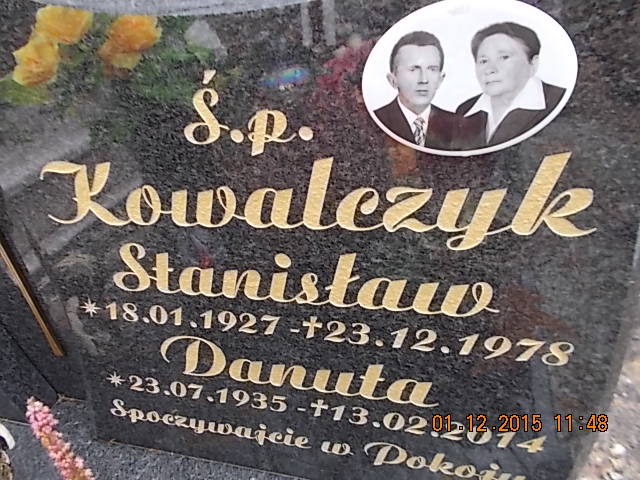 Ś.p.
Kowalczyk
Stanisław
*18.01.1927 -†23.12.1978
Danuta
*23.07.1935 -†13.02.2014
Spoczywajcie w Pokoju
01.12.2015 11:48